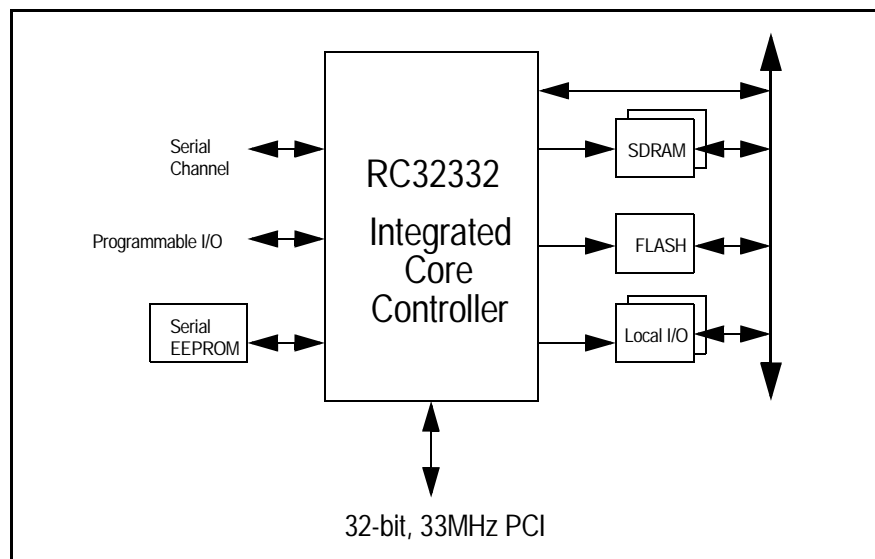 Serial
Channel
Programmable I/O
Serial
EEPROM
RC32332
Integrated
Core
Controller
SDRAM
FLASH
Local I/O
32-bit, 33MHz PCI